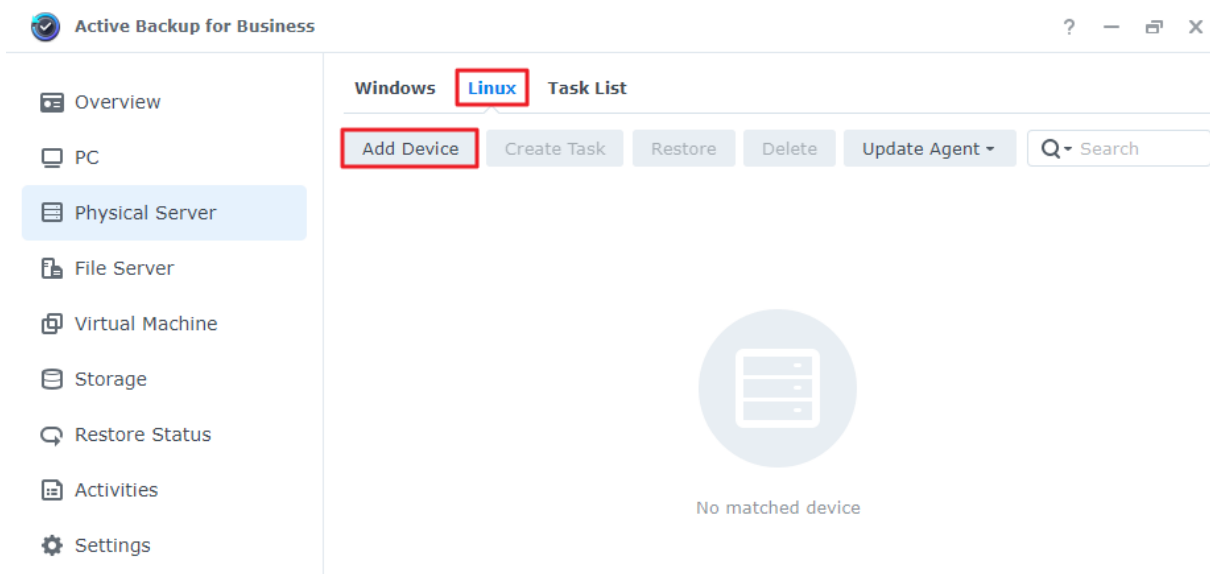 Active Backup for Business
?
Overview
PC
Physical Server
File Server
Virtual Machine
Storage
Restore Status
Activities
Settings
Windows Linux Task List
Add Device Create Task Restore Delete Update Agent Search
No matched device